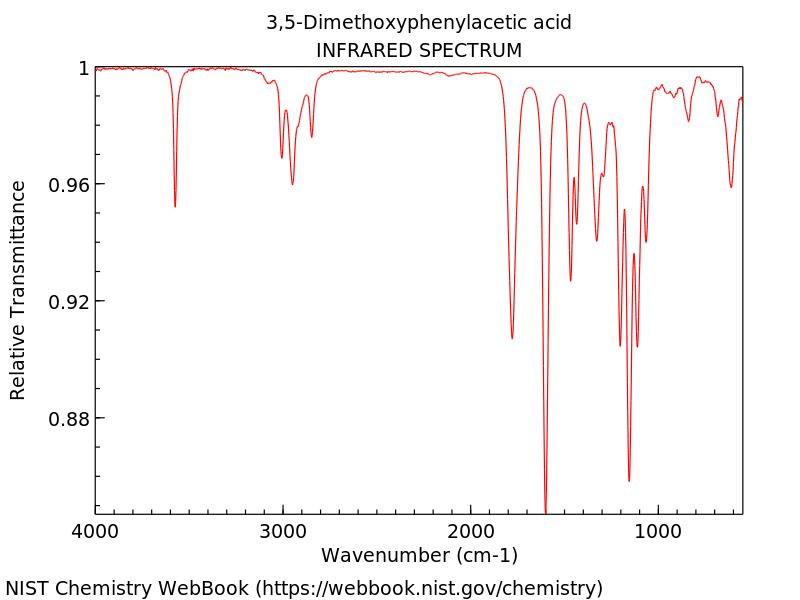 3,5-Dimethoxyphenylacetic acid
INFRARED SPECTRUM
1
0.96
0.92
0.88
Relative Transmittance
4000 3000 2000 1000
Wavenumber (cm-1)
NIST Chemistry WebBook (https://webbook.nist.gov/chemistry)